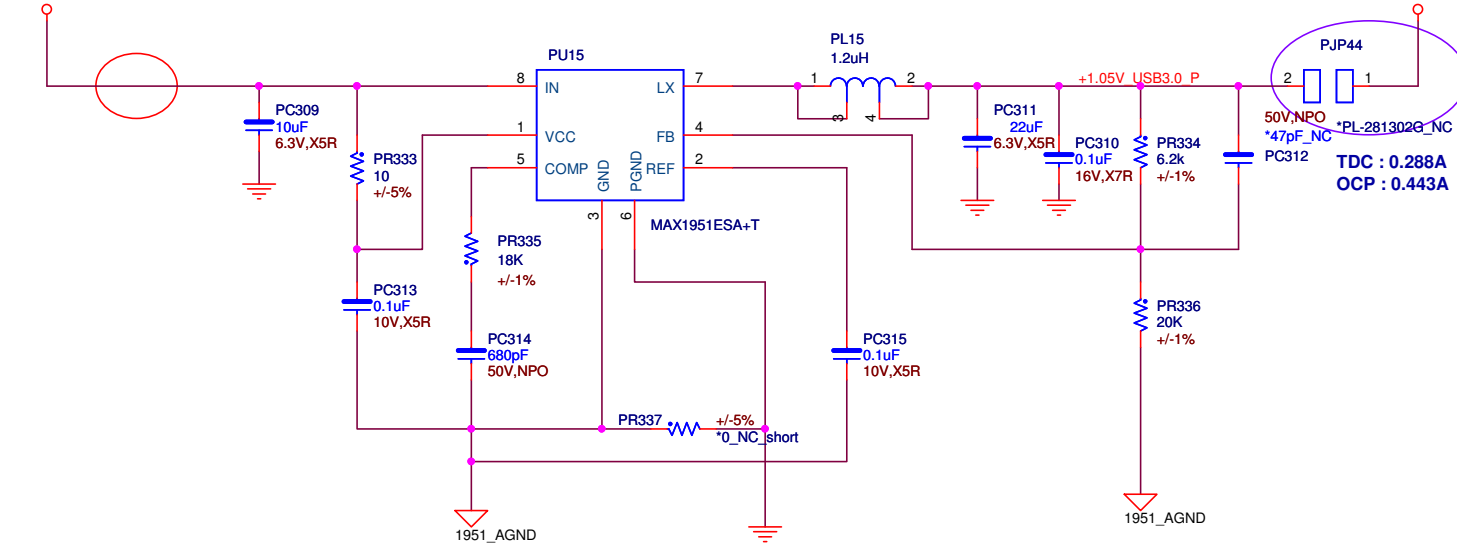 PU15
PL15
1.2uH
PJP44
8
IN
LX
7
1
2
+1.05V_USB3.0_P
2
1
3
4
PC309
10uF
6.3V,X5R
1
VCC
FB
4
PC311
22uF
6.3V,X5R
PC310
0.1uF
16V,X7R
PR334
6.2k
+/-1%
50V,NPO
*47pF_NC
PC312
*PL-281302G_NC
TDC : 0.288A
OCP : 0.443A
PR333
10
+/-5%
5
COMP
GND
PGND
REF
2
3
6
MAX1951ESA+T
PR335
18K
+/-1%
PC313
0.1uF
10V,X5R
PR336
20K
+/-1%
PC314
680pF
50V,NPO
PC315
0.1uF
10V,X5R
PR337
+/-5%
*0_NC_short
1951_AGND
1951_AGND